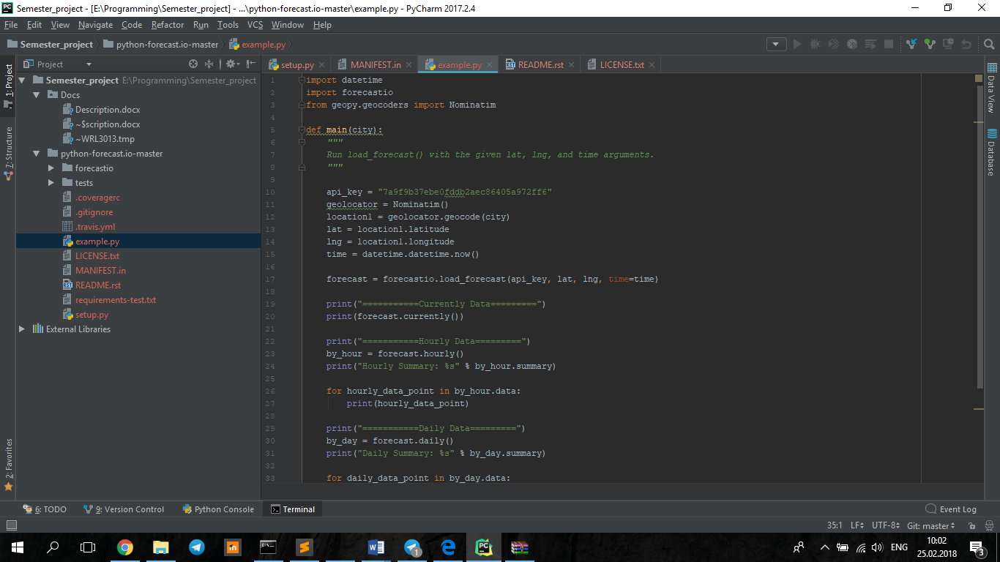 Semester_project - [E:\Programming\Semester_project] - ...\python-forecast.io-master\example.py - PyCharm 2017.2.4
File Edit View Navigate Code Refactor Run Tools VCS Window Help
Semester_project python-forecast.io-master example.py
Project
setup.py MANIFEST.in example.py README.rst LICENSE.txt
1: Project
7: Structure
2: Favorites
Semester_project E:\Programming\Semester_project
Docs
Description.docx
~$scription.docx
~WRL3013.tmp
python-forecast.io-master
forecastio
tests
.coveragerc
.gitignore
.travis.yml
example.py
LICENSE.txt
MANIFEST.in
README.rst
requirements-test.txt
setup.py
External Libraries
1 import datetime
2 import forecastio
3 from geopy.geocoders import Nominatim
4
5 def main(city):
6 """
7 Run load_forecast() with the given lat, lng, and time arguments.
8 """
9
10 api_key = "7a9f9b37ebe0fddb2aec86405a972ff6"
11 geolocator = Nominatim()
12 location1 = geolocator.geocode(city)
13 lat = location1.latitude
14 lng = location1.longitude
15 time = datetime.datetime.now()
16
17 forecast = forecastio.load_forecast(api_key, lat, lng, time=time)
18
19 print("===========Currently Data=========")
20 print(forecast.currently())
21
22 print("===========Hourly Data=========")
23 by_hour = forecast.hourly()
24 print("Hourly Summary: %s" % by_hour.summary)
25
26 for hourly_data_point in by_hour.data:
27 print(hourly_data_point)
28
29 print("===========Daily Data=========")
30 by_day = forecast.daily()
31 print("Daily Summary: %s" % by_day.summary)
32
33 for daily_data_point in by_day.data:
Data View
Database
6: TODO 9: Version Control Python Console Terminal Event Log
35:1 LF UTF-8 Git: master
ENG 10:02
25.02.2018
3
1